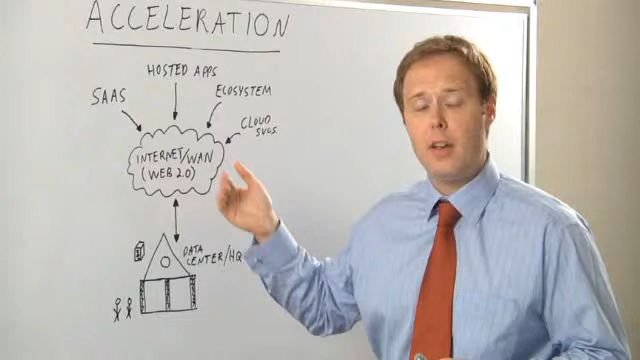 ACCELERATION
HOSTED APPS
SAAS
ECOSYSTEM
CLOUD
SVCS.
INTERNET/WAN
(WEB 2.0)
DATA
CENTER/HQ